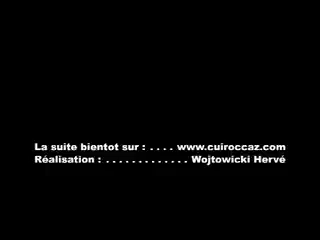 La suite bientot sur : . . . . www.cuiroccaz.com
Réalisation : . . . . . . . . . . . . . Wojtowicki Hervé